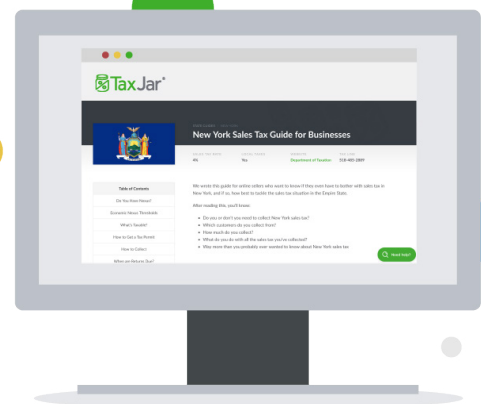 TaxJar
New York Sales Tax Guide for Businesses
4%
Yes
Department of Taxation
518-485-2889
Table of Contents
Do You Have Nexus?
Economic Nexus Thresholds
What's Taxable?
How to Get a Tax Permit
How to Collect
When are Returns Due?
We wrote this guide for online sellers who want to know if they even have to bother with sales tax in
New York, and if so, how best to tackle the sales tax situation in the Empire State.
After reading this, you'll know:
Do you or don't you need to collect New York sales tax?
Which customers do you collect from?
How much do you collect?
What do you do with all the sales tax you've collected?
Way more than you probably ever wanted to know about New York sales tax
Need help?